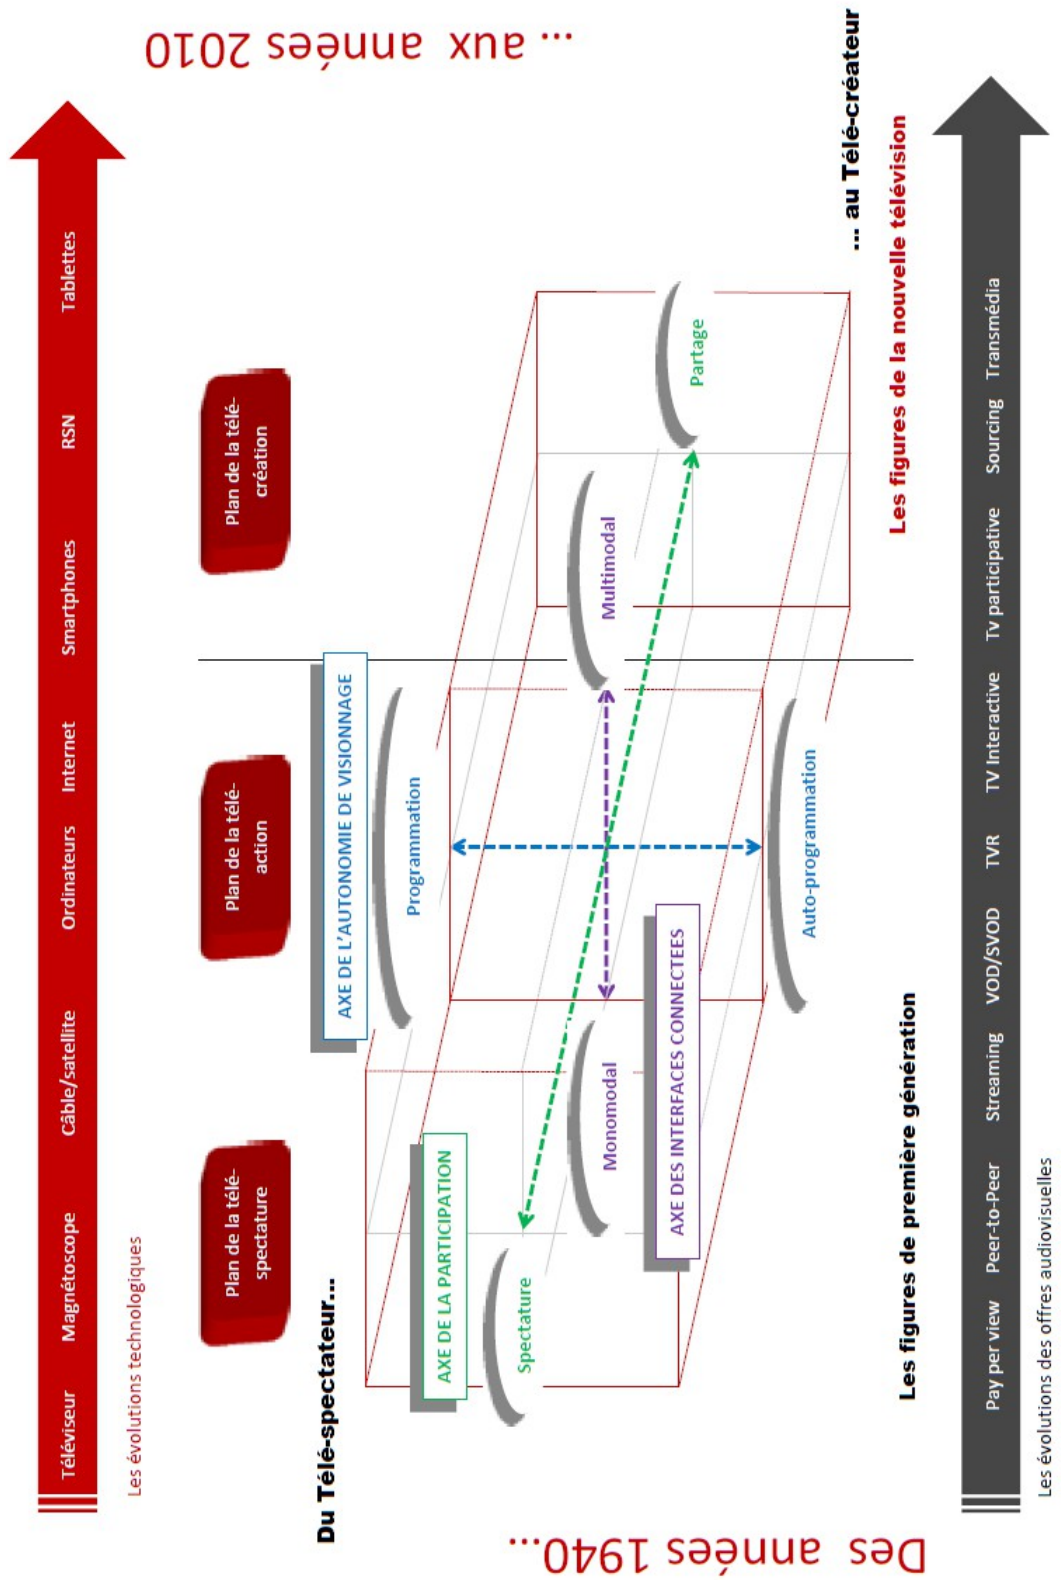 Des années 1940...
... aux années 2010
Téléviseur Magnétoscope Câble/satellite Ordinateurs Internet Smartphones RSN Tablettes
Les évolutions technologiques
Plan de la télé-
spectature
Plan de la télé-
action
Plan de la télé-
création
Du Télé-spectateur...
AXE DE L'AUTONOMIE DE VISIONNAGE
Programmation
AXE DE LA PARTICIPATION
Spectature
Monomodal
Multimodal
Partage
AXE DES INTERFACES CONNECTEES
Auto-programmation
... au Télé-créateur
Les figures de première génération
Les figures de la nouvelle télévision
Pay per view Peer-to-Peer Streaming VOD/SVOD TVR TV Interactive Tv participative Sourcing Transmédia
Les évolutions des offres audiovisuelles